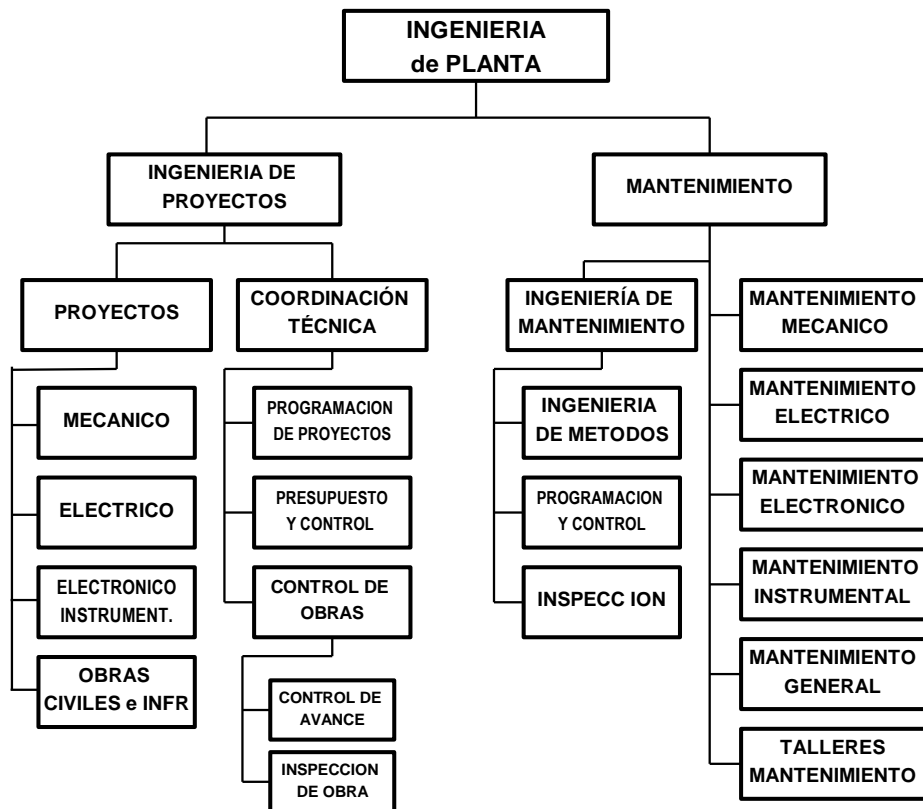 INGENIERIA
de PLANTA
INGENIERIA DE
PROYECTOS
MANTENIMIENTO
PROYECTOS
COORDINACIÓN
TÉCNICA
INGENIERÍA DE
MANTENIMIENTO
MANTENIMIENTO
MECANICO
MECANICO
PROGRAMACION
DE PROYECTOS
INGENIERIA
DE METODOS
MANTENIMIENTO
ELECTRICO
ELECTRICO
PRESUPUESTO
Y CONTROL
PROGRAMACION
Y CONTROL
MANTENIMIENTO
ELECTRONICO
ELECTRONICO
INSTRUMENT.
CONTROL DE
OBRAS
INSPECC ION
MANTENIMIENTO
INSTRUMENTAL
OBRAS
CIVILES e INFR
CONTROL DE
AVANCE
MANTENIMIENTO
GENERAL
INSPECCION
DE OBRA
TALLERES
MANTENIMIENTO